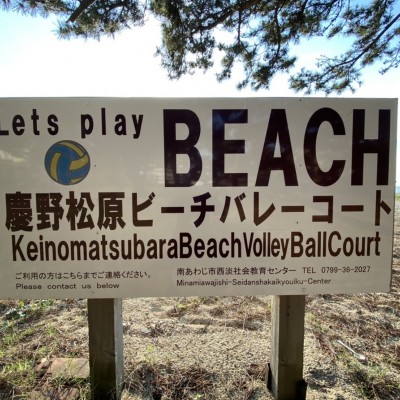 Lets play BEACH
慶野松原ビーチバレーコート
KeinomatsubaraBeachVolleyBallCourt
ご利用の方はこちらまでご連絡ください。 南あわじ市西淡社会教育センター TEL 0799-36-2027
Please contact us below Minamiawajishi-Seidanshakaikyouiku-Center